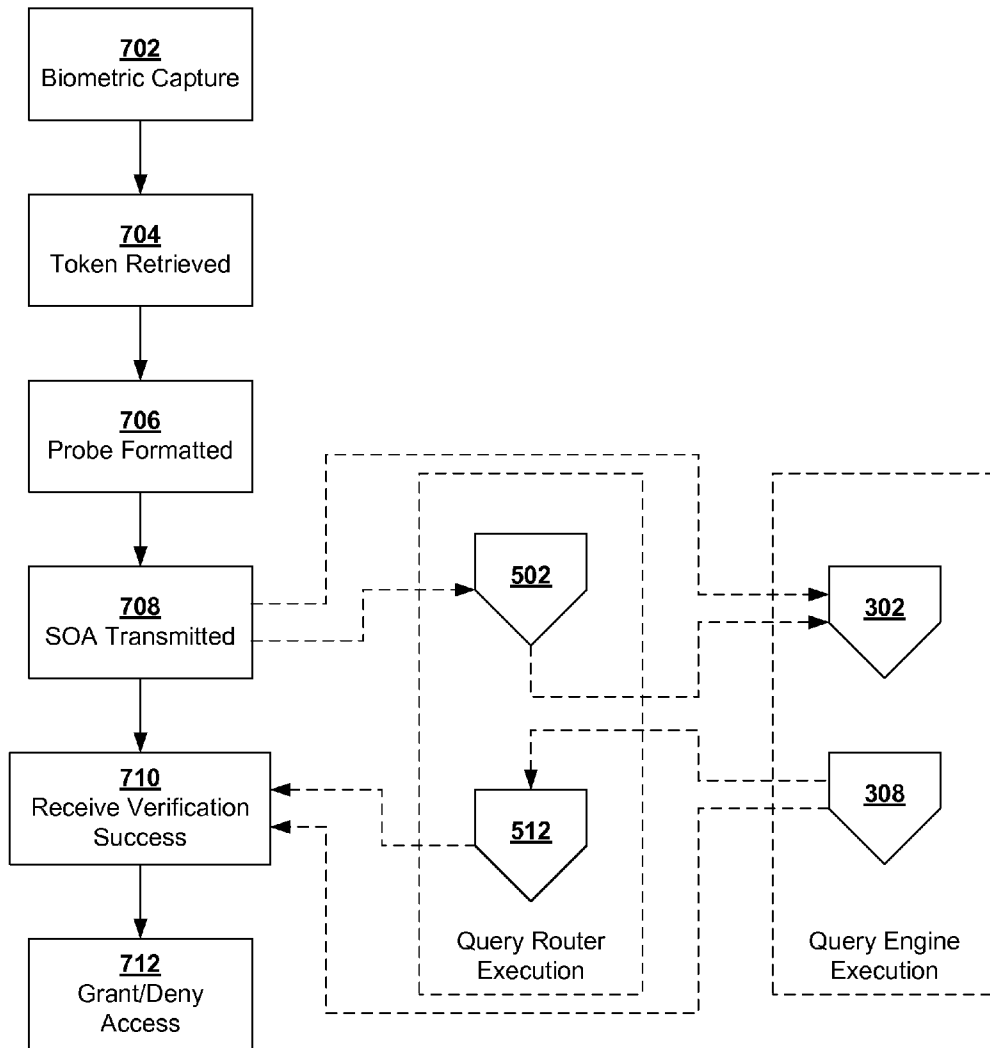 702
Biometric Capture
704
Token Retrieved
706
Probe Formatted
708
SOA Transmitted
710
Receive Verification
Success
712
Grant/Deny
Access
502
512
Query Router
Execution
302
308
Query Engine
Execution